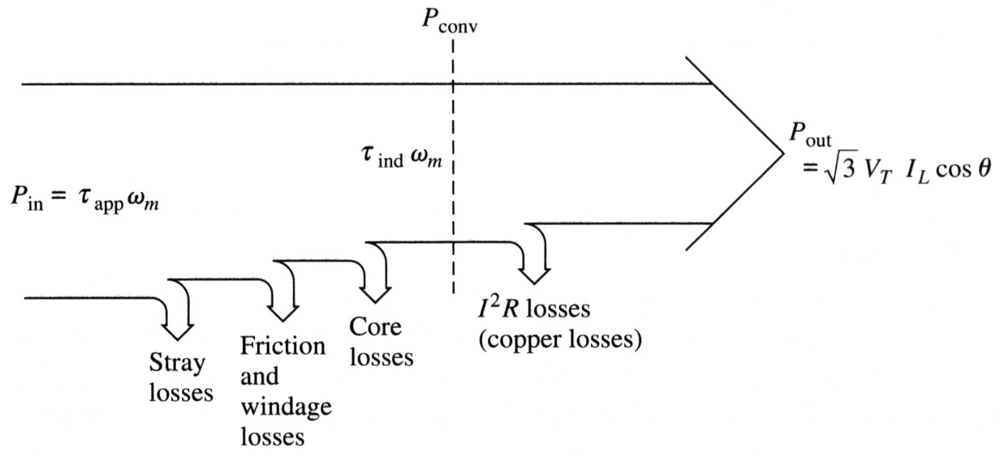 P_conv
τ_ind ω_m
P_in = τ_app ω_m
P_out
= √3 V_T I_L cos θ
Stray
losses
Friction
and
windage
losses
Core
losses
I²R losses
(copper losses)